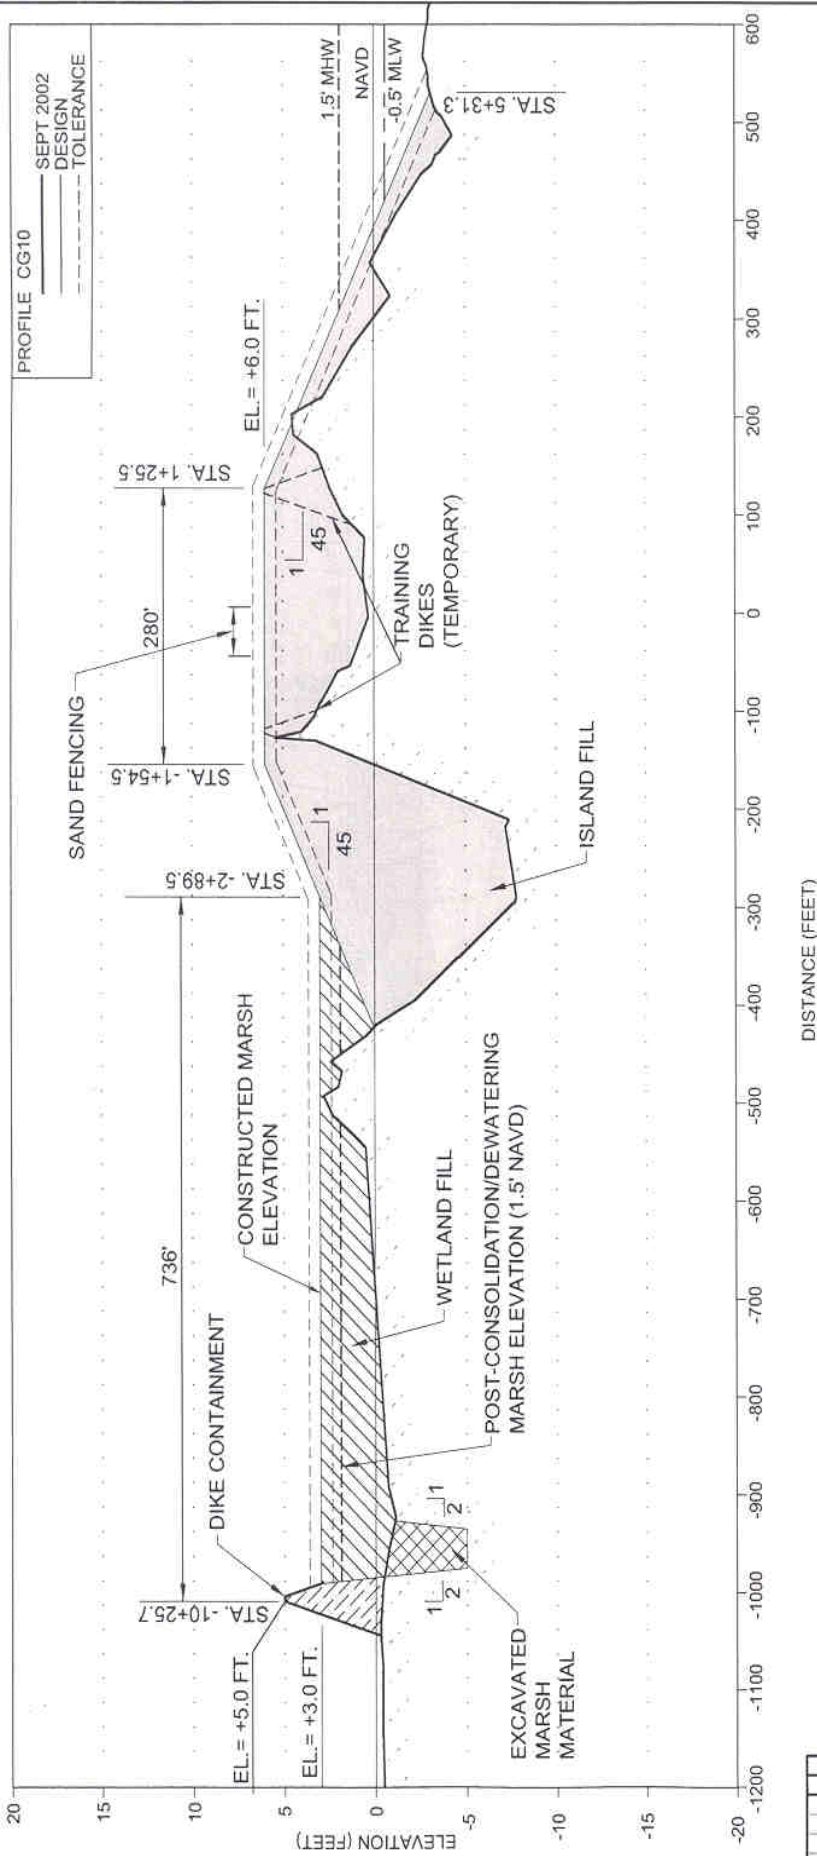 PROFILE CG10
SEPT 2002
DESIGN
TOLERANCE
20
15
10
5
0
-5
-10
-15
-20
ELEVATION (FEET)
EL.= +5.0 FT.
EL.= +3.0 FT.
STA. -10+25.7
DIKE CONTAINMENT
736'
CONSTRUCTED MARSH
ELEVATION
STA. -2+89.5
SAND FENCING
STA. -1+54.5
280'
STA. 1+25.5
EL.= +6.0 FT.
1.5' MHW
NAVD
-0.5' MLW
STA. 5+31.3
1
45
1
45
TRAINING
DIKES
(TEMPORARY)
ISLAND FILL
WETLAND FILL
POST-CONSOLIDATION/DEWATERING
MARSH ELEVATION (1.5' NAVD)
1
2
1
2
EXCAVATED
MARSH
MATERIAL
-1200
-1100
-1000
-900
-800
-700
-600
-500
-400
-300
-200
-100
0
100
200
300
400
500
600
DISTANCE (FEET)